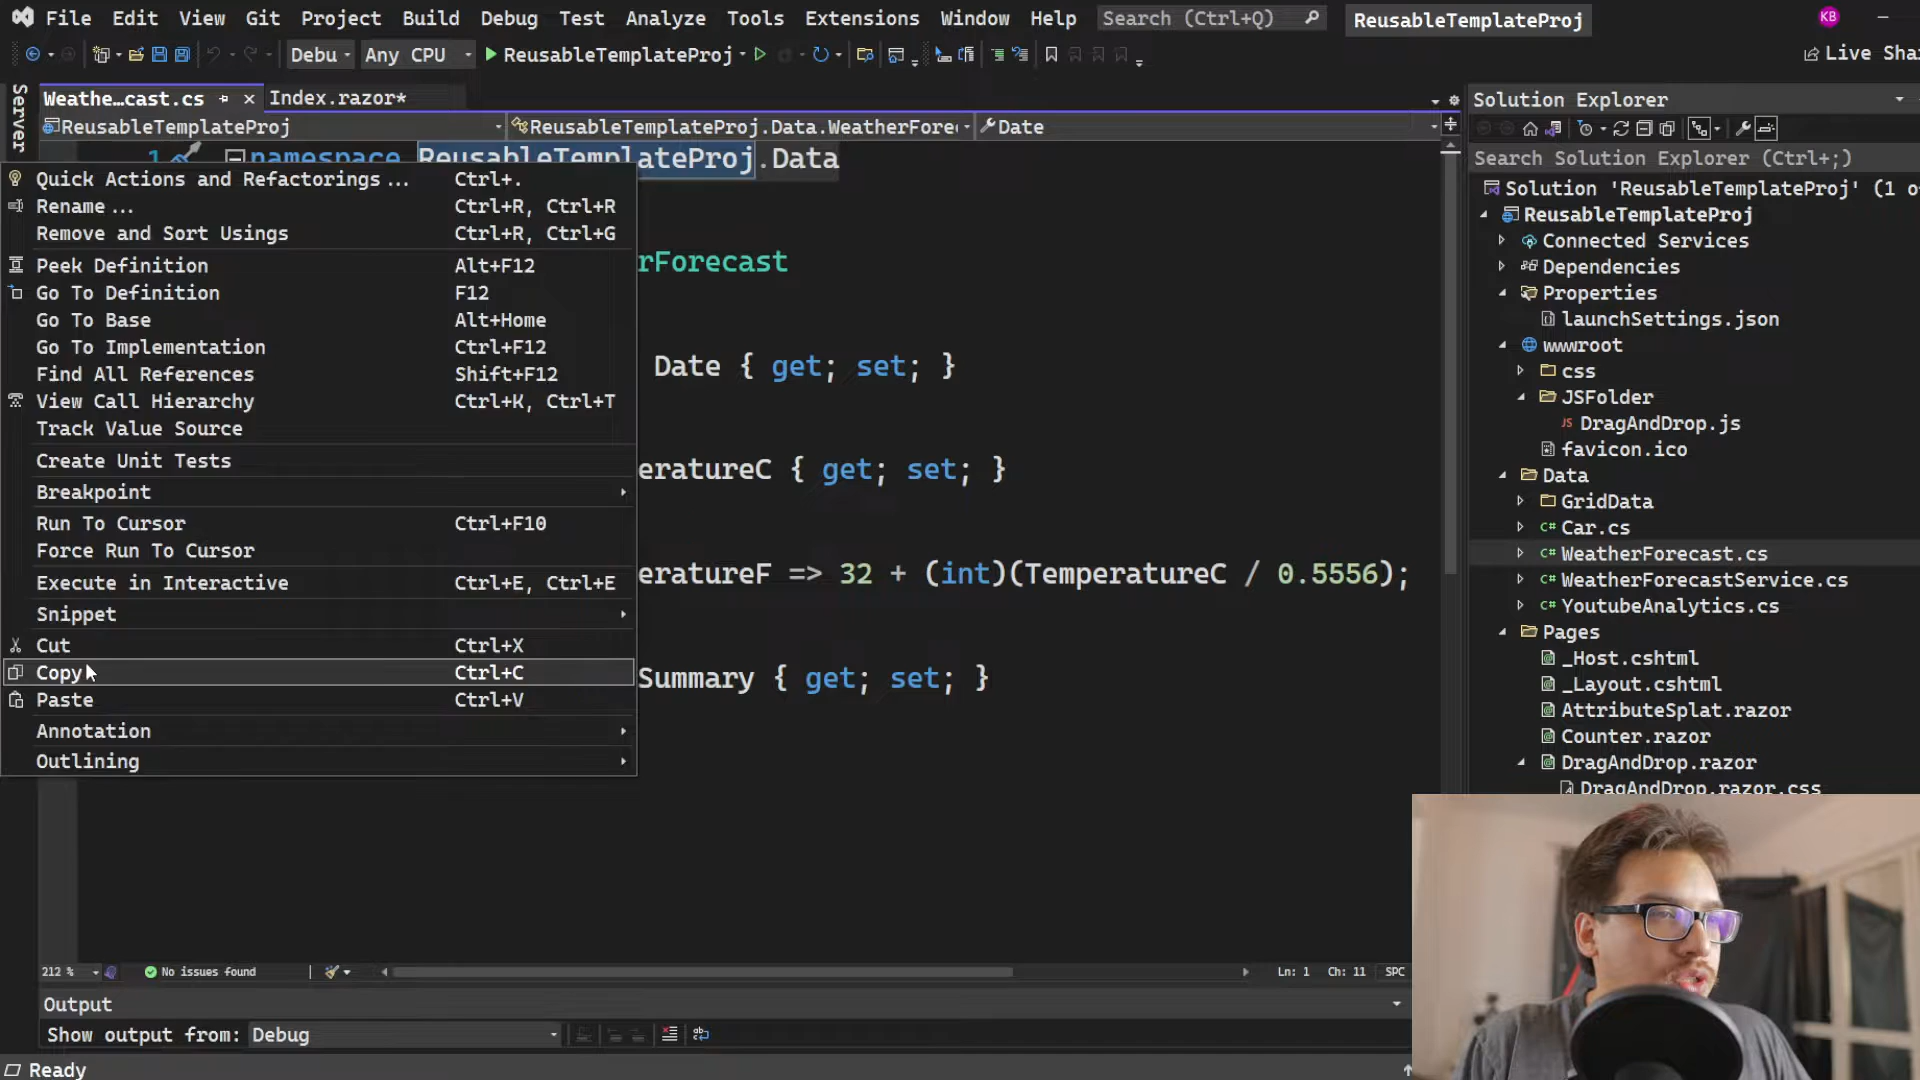 File Edit View Git Project Build Debug Test Analyze Tools Extensions Window Help Search (Ctrl+Q) ReusableTemplateProj KB
Debu Any CPU ReusableTemplateProj Live Shar
Server
Weathe…cast.cs Index.razor*
ReusableTemplateProj ReusableTemplateProj.Data.WeatherForec Date
1 namespace ReusableTemplateProj.Data
rForecast
Date { get; set; }
eratureC { get; set; }
eratureF => 32 + (int)(TemperatureC / 0.5556);
Summary { get; set; }
Quick Actions and Refactorings... Ctrl+.
Rename... Ctrl+R, Ctrl+R
Remove and Sort Usings Ctrl+R, Ctrl+G
Peek Definition Alt+F12
Go To Definition F12
Go To Base Alt+Home
Go To Implementation Ctrl+F12
Find All References Shift+F12
View Call Hierarchy Ctrl+K, Ctrl+T
Track Value Source
Create Unit Tests
Breakpoint
Run To Cursor Ctrl+F10
Force Run To Cursor
Execute in Interactive Ctrl+E, Ctrl+E
Snippet
Cut Ctrl+X
Copy Ctrl+C
Paste Ctrl+V
Annotation
Outlining
212 % No issues found Ln: 1 Ch: 11 SPC
Output
Show output from: Debug
Ready
Solution Explorer
Search Solution Explorer (Ctrl+;)
Solution 'ReusableTemplateProj' (1 o
ReusableTemplateProj
Connected Services
Dependencies
Properties
launchSettings.json
wwwroot
css
JSFolder
JS DragAndDrop.js
favicon.ico
Data
GridData
C# Car.cs
C# WeatherForecast.cs
C# WeatherForecastService.cs
C# YoutubeAnalytics.cs
Pages
_Host.cshtml
_Layout.cshtml
AttributeSplat.razor
Counter.razor
DragAndDrop.razor
DragAndDrop.razor.css